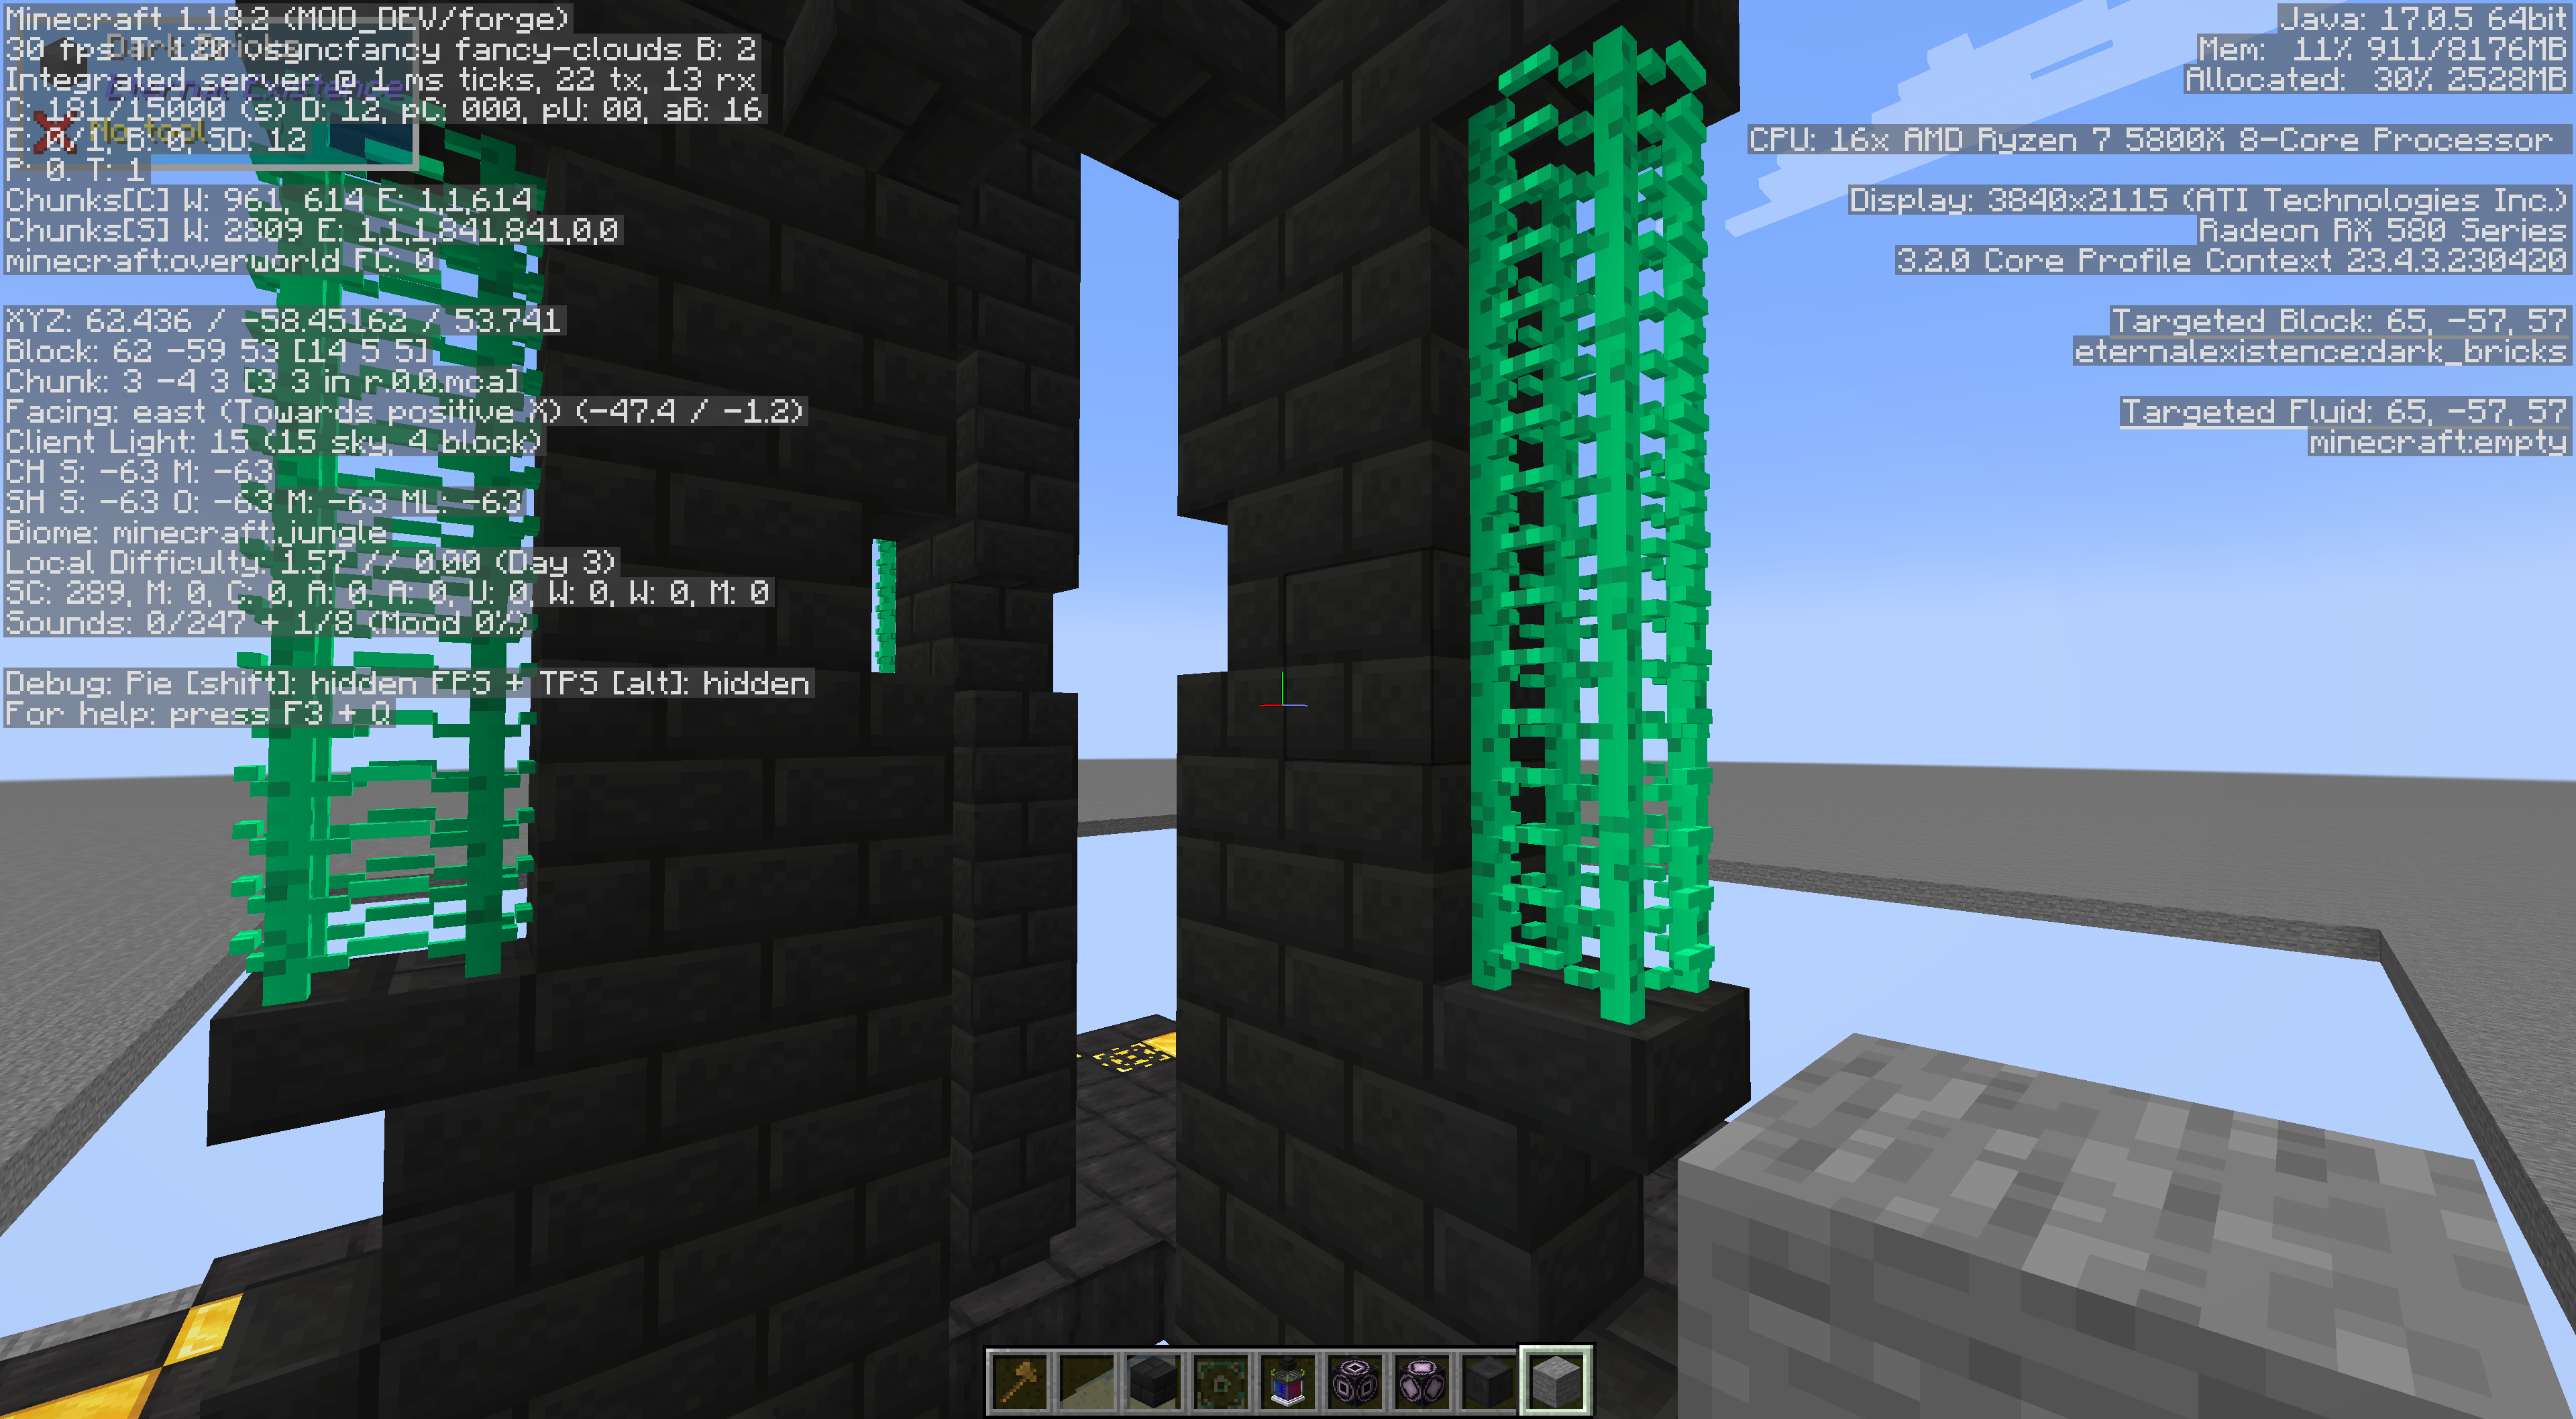 Minecraft 1.18.2 (MOD_DEV/forge)
30 fps T: 120 vsyncfancy fancy-clouds B: 2
Integrated server @ 1 ms ticks, 22 tx, 13 rx
C: 181/15000 (s) D: 12, pC: 000, pU: 00, aB: 16
E: 0/1, B: 0, SD: 12
P: 0. T: 1
Chunks[C] W: 961, 614 E: 1,1,614
Chunks[S] W: 2809 E: 1,1,1,841,841,0,0
minecraft:overworld FC: 0
Dark Bricks
Eternal Existence
No tool
XYZ: 62.436 / -58.45162 / 53.741
Block: 62 -59 53 [14 5 5]
Chunk: 3 -4 3 [3 3 in r.0.0.mca]
Facing: east (Towards positive X) (-47.4 / -1.2)
Client Light: 15 (15 sky, 4 block)
CH S: -63 M: -63
SH S: -63 O: -63 M: -63 ML: -63
Biome: minecraft:jungle
Local Difficulty: 1.57 // 0.00 (Day 3)
SC: 289, M: 0, C: 0, A: 0, A: 0, U: 0, W: 0, W: 0, M: 0
Sounds: 0/247 + 1/8 (Mood 0%)
Debug: Pie [shift]: hidden FPS + TPS [alt]: hidden
For help: press F3 + Q
Java: 17.0.5 64bit
Mem: 11% 911/8176MB
Allocated: 30% 2528MB
CPU: 16x AMD Ryzen 7 5800X 8-Core Processor
Display: 3840x2115 (ATI Technologies Inc.)
Radeon RX 580 Series
3.2.0 Core Profile Context 23.4.3.230420
Targeted Block: 65, -57, 57
eternalexistence:dark_bricks
Targeted Fluid: 65, -57, 57
minecraft:empty